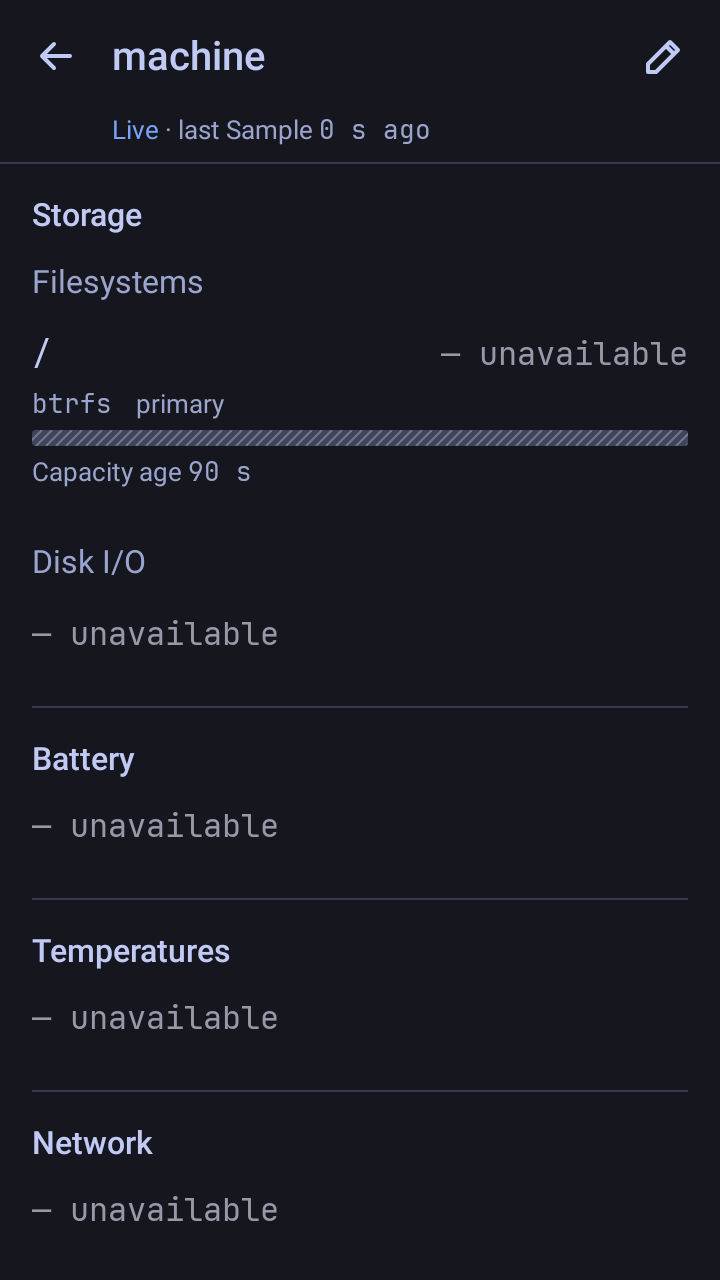 machine
Live · last Sample 0 s ago
Storage
Filesystems
/ — unavailable
btrfs primary
Capacity age 90 s
Disk I/O
— unavailable
Battery
— unavailable
Temperatures
— unavailable
Network
— unavailable